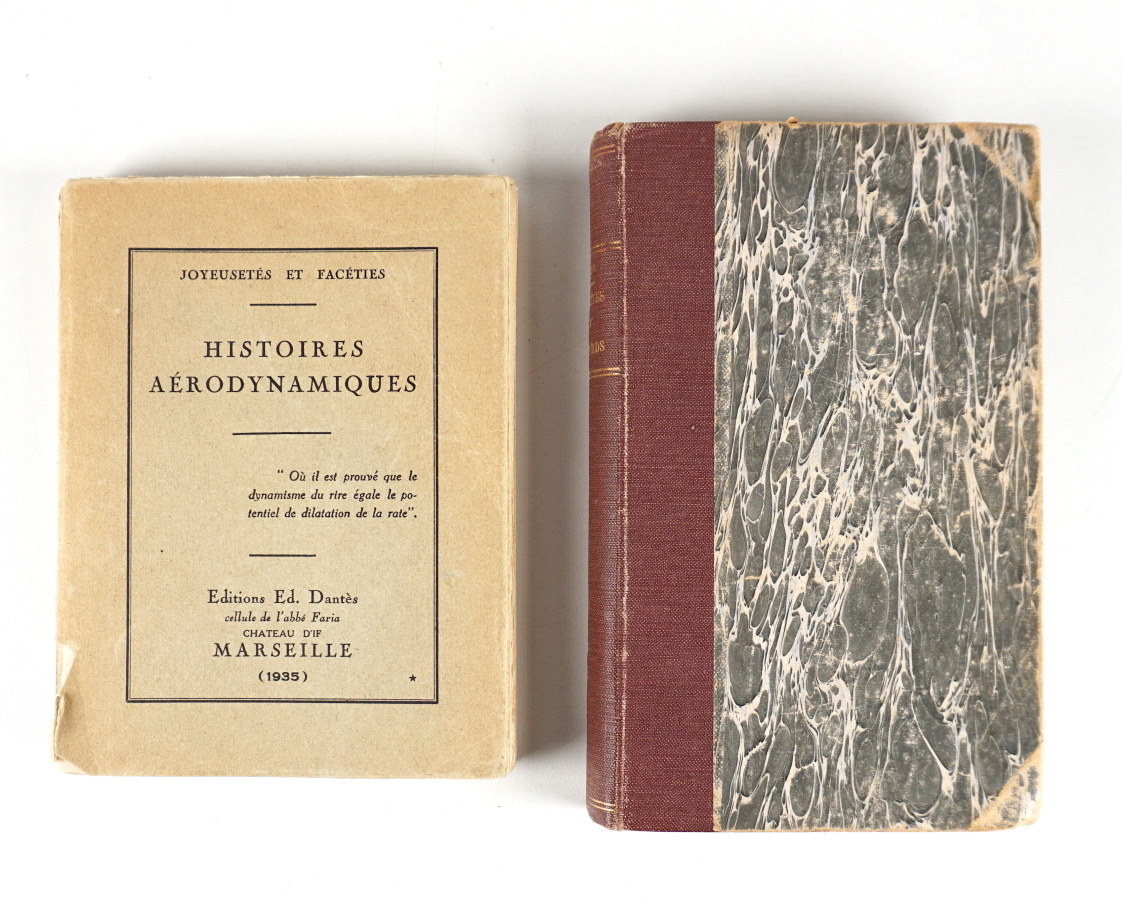 JOYEUSETÉS ET FACÉTIES
HISTOIRES
AÉRODYNAMIQUES
“ Où il est prouvé que le
dynamisme du rire égale le po-
tentiel de dilatation de la rate”.
Editions Ed. Dantès
cellule de l'abbé Faria
CHATEAU D'IF
MARSEILLE
(1935)
★